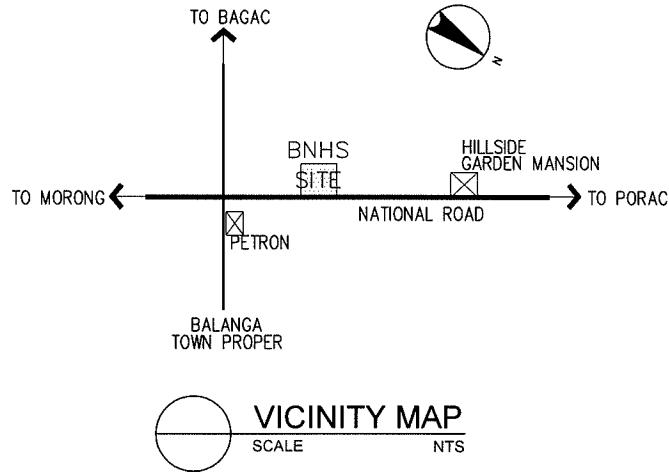 TO BAGAC
N
BNHS
SITE
HILLSIDE
GARDEN MANSION
TO MORONG
TO PORAC
NATIONAL ROAD
PETRON
BALANGA
TOWN PROPER
VICINITY MAP
SCALE NTS